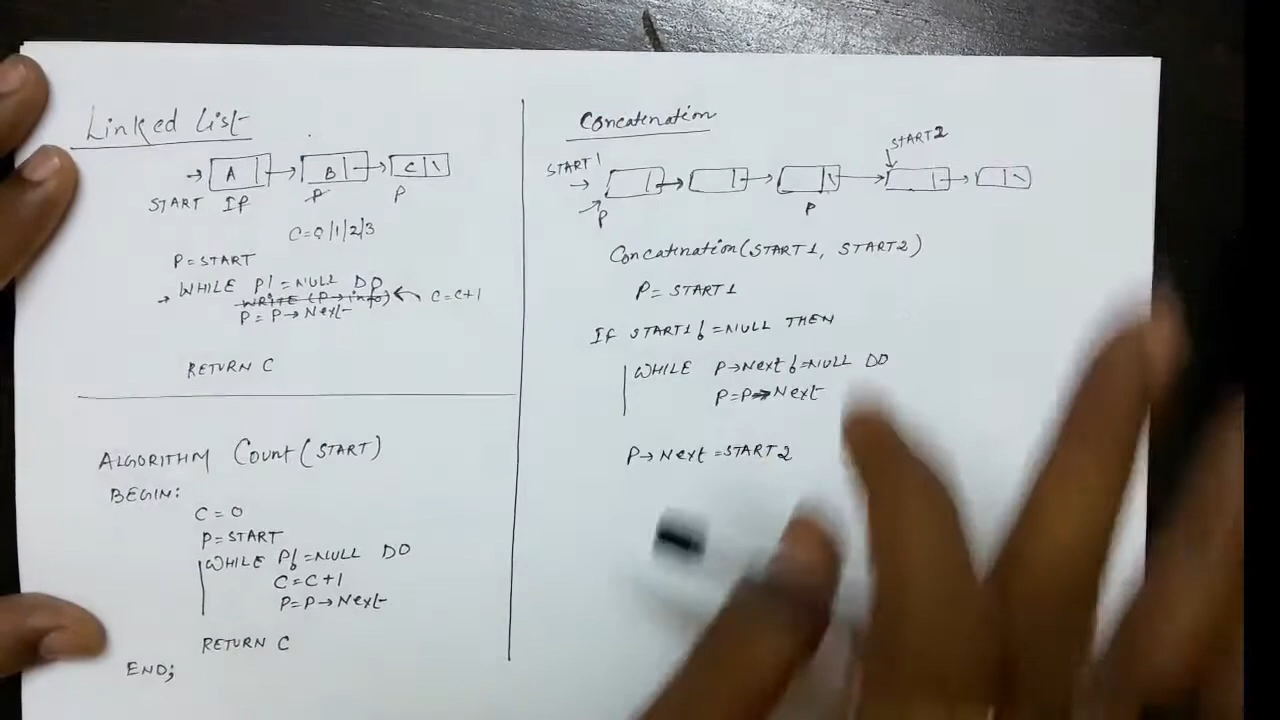 Linked List
A
B
C
START
IP
P
P
C=0/1/2/3
P=START
WHILE P!=NULL DO
WRITE (P→info)
C=C+1
P=P→Next
RETURN C
ALGORITHM Count(START)
BEGIN:
C=0
P=START
WHILE P!=NULL DO
C=C+1
P=P→Next
RETURN C
END;
Concatenation
START1
START2
P
P
Concatenation(START1, START2)
P=START1
If START1!=NULL THEN
WHILE P→Next!=NULL DO
P=P→Next
P→Next=START2